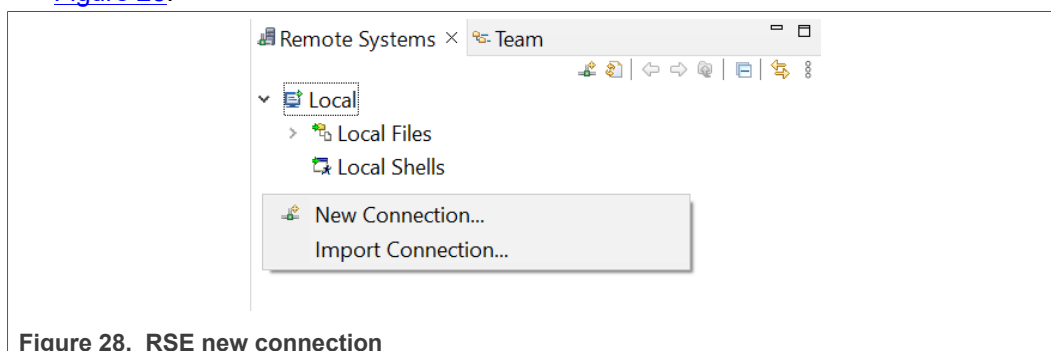 Figure 28.
Remote Systems × Team
Local
Local Files
Local Shells
New Connection...
Import Connection...
Figure 28. RSE new connection